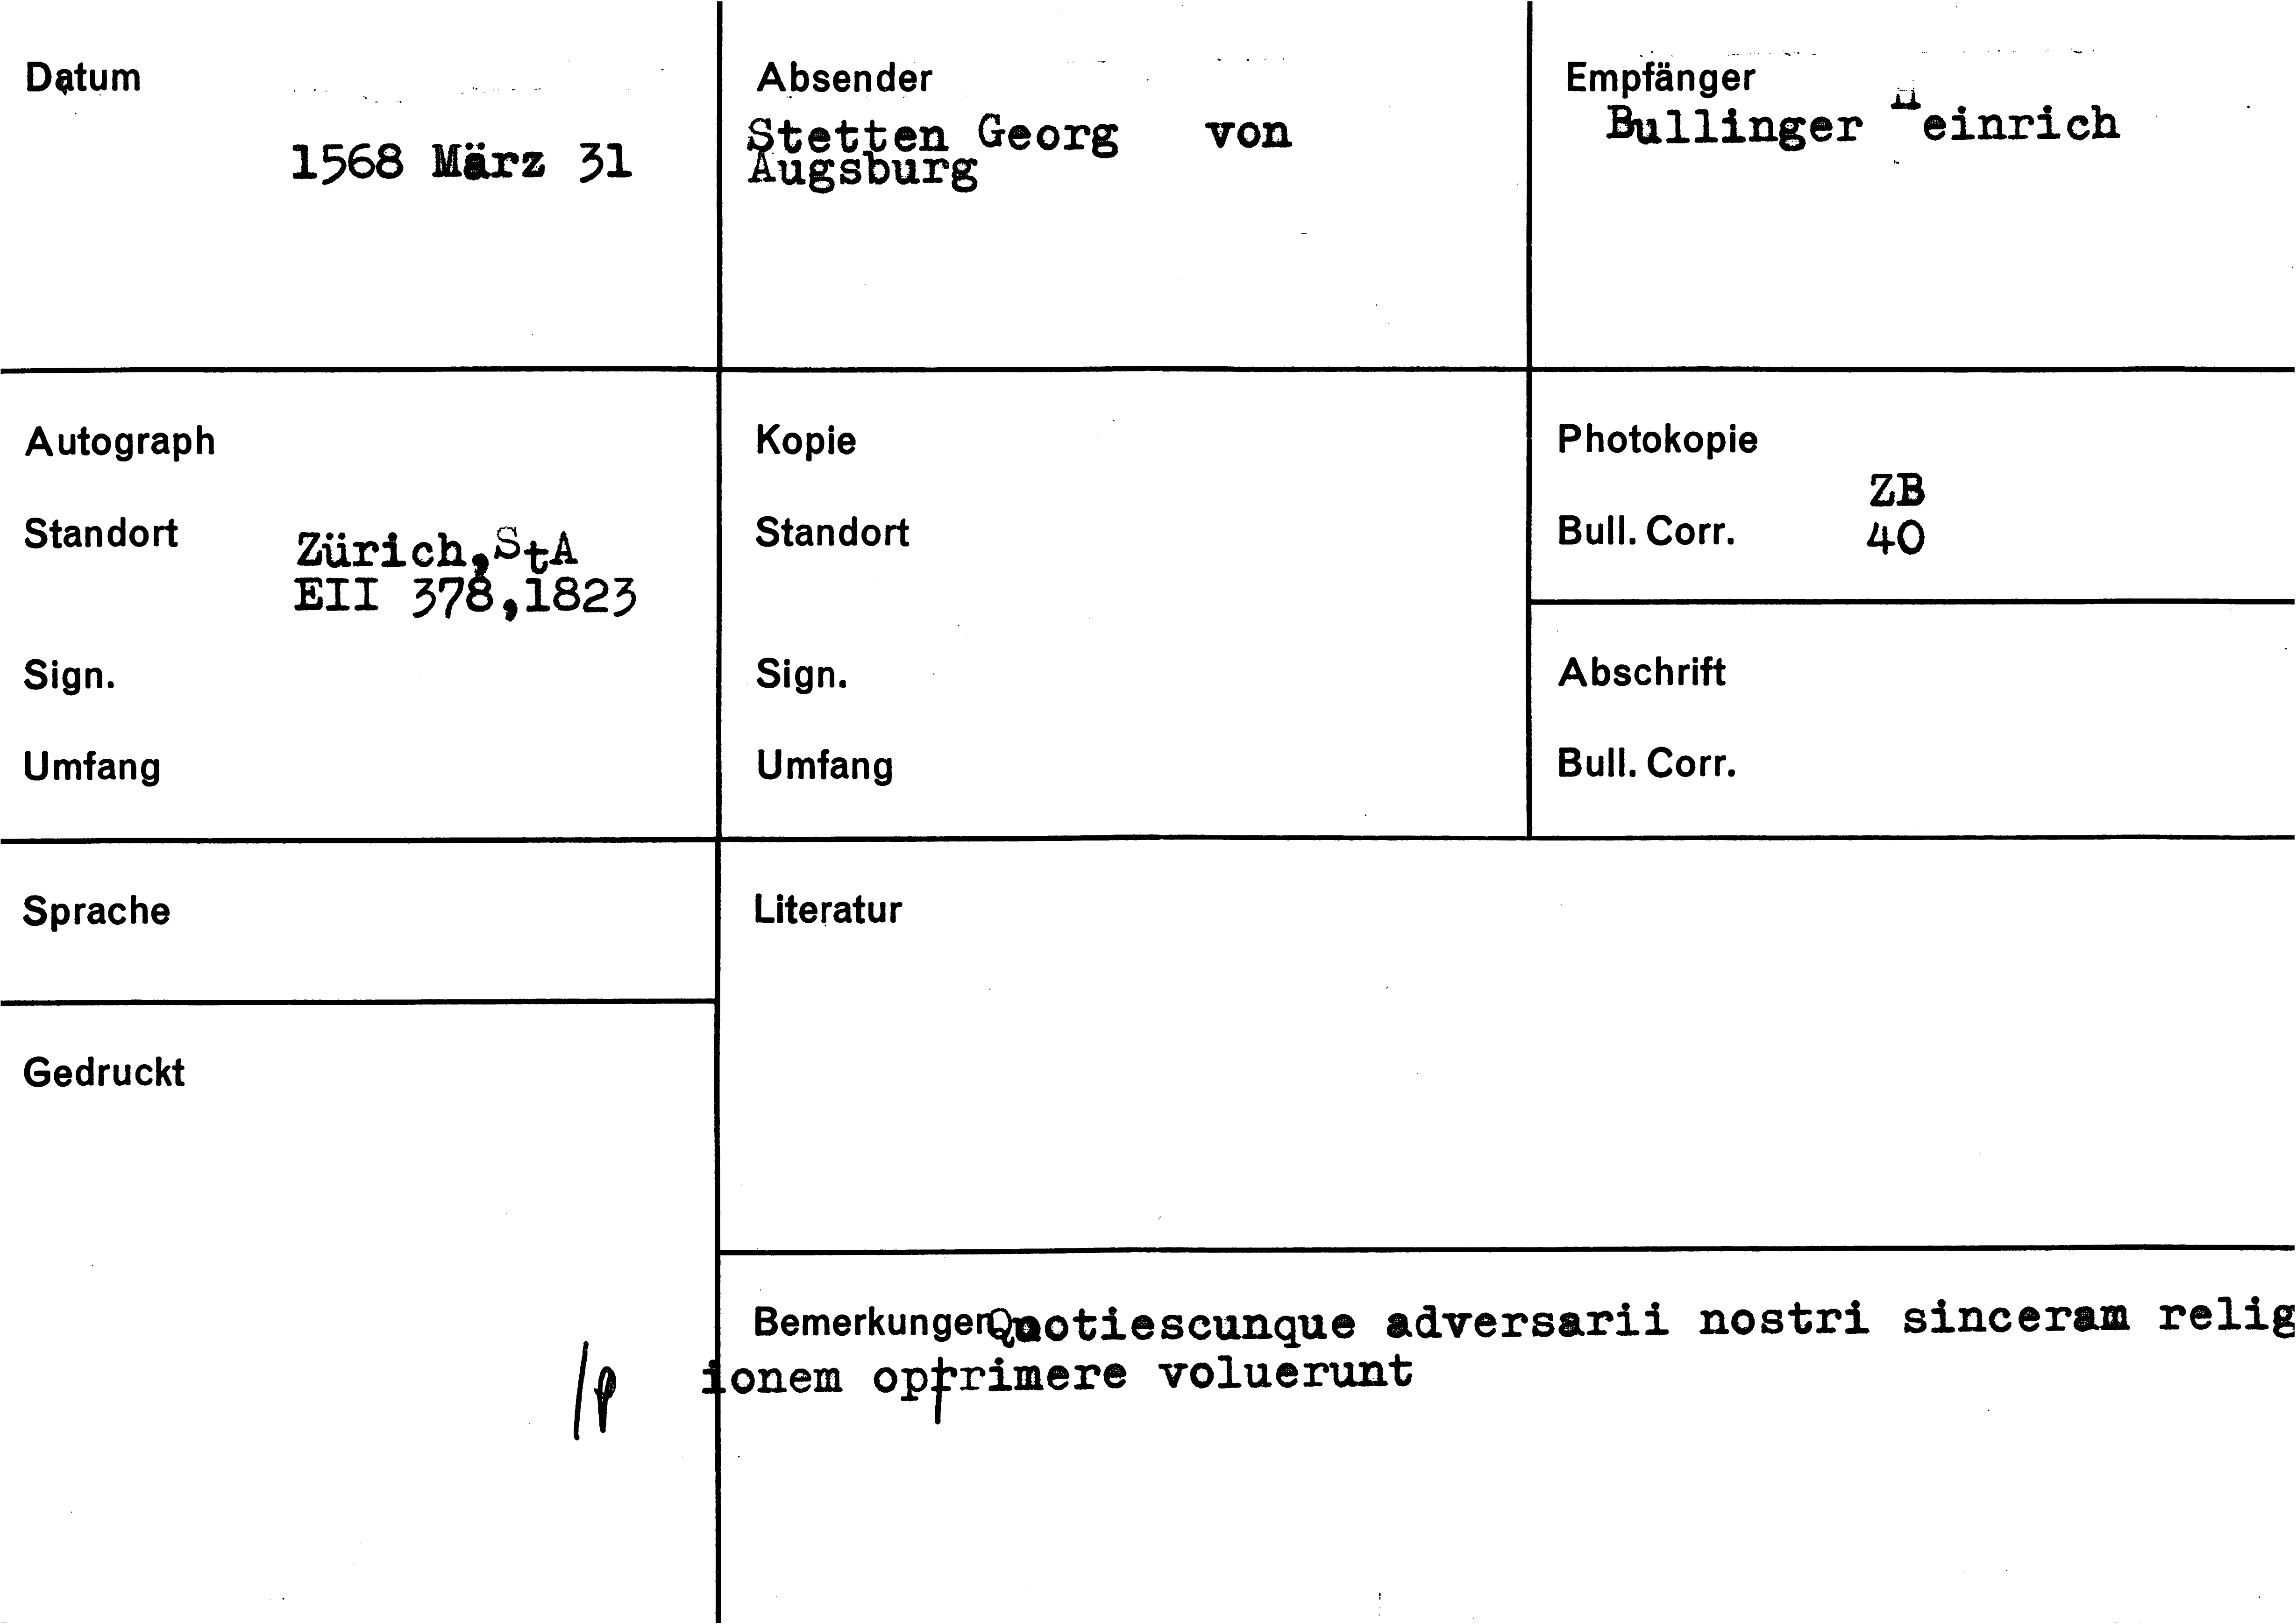 Datum
1568 März 31
Absender
Stetten Georg von
Augsburg
Empfänger
Bullinger Heinrich
Autograph
Standort
Zürich,StA
EII 378,1823
Sign.
Umfang
Kopie
Standort
Sign.
Umfang
Photokopie
ZB
Bull. Corr. 40
Abschrift
Bull. Corr.
Sprache
Literatur
Gedruckt
Bemerkungen Quotiescunque adversarii nostri sinceram relig
ionem opprimere voluerunt
/p